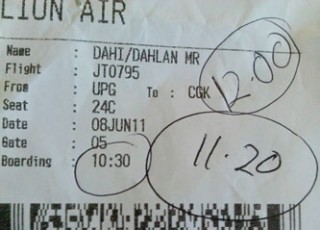 LION AIR
Name : DAHI/DAHLAN MR
Flight : JT0795
From : UPG To : CGK
Seat : 24C
Date : 08JUN11
Gate : 05
Boarding : 10:30
12.00
11.20